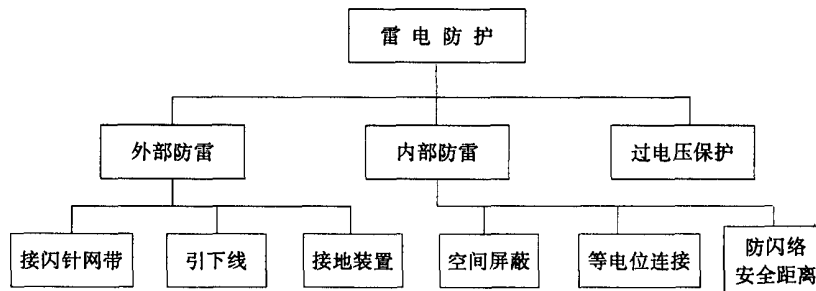 雷电防护
外部防雷
内部防雷
过电压保护
接闪针网带
引下线
接地装置
空间屏蔽
等电位连接
防闪络
安全距离